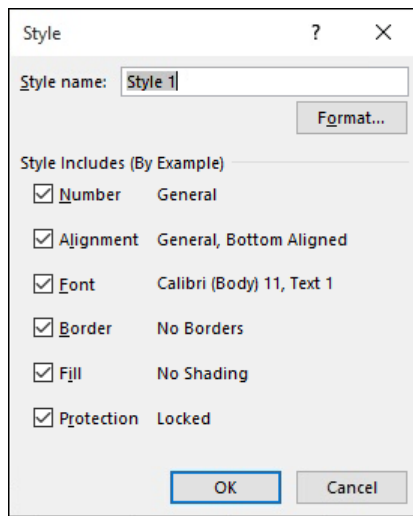 Style ?
Style name: Style 1
Format...
Style Includes (By Example)
Number General
Alignment General, Bottom Aligned
Font Calibri (Body) 11, Text 1
Border No Borders
Fill No Shading
Protection Locked
OK Cancel